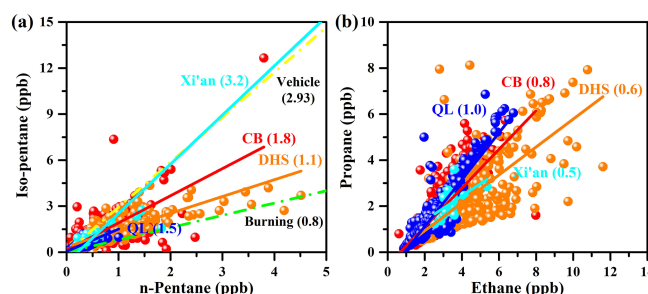 (a)
15
12
9
6
3
0
0
1
2
3
4
5
Iso-pentane (ppb)
n-Pentane (ppb)
Xi'an (3.2)
Vehicle
(2.93)
CB (1.8)
DHS (1.1)
QL (1.5)
Burning (0.8)
(b)
8
6
4
2
0
0
2
4
6
8
10
12
Propane (ppb)
Ethane (ppb)
CB (0.8)
DHS (0.6)
QL (1.0)
Xi'an (0.5)